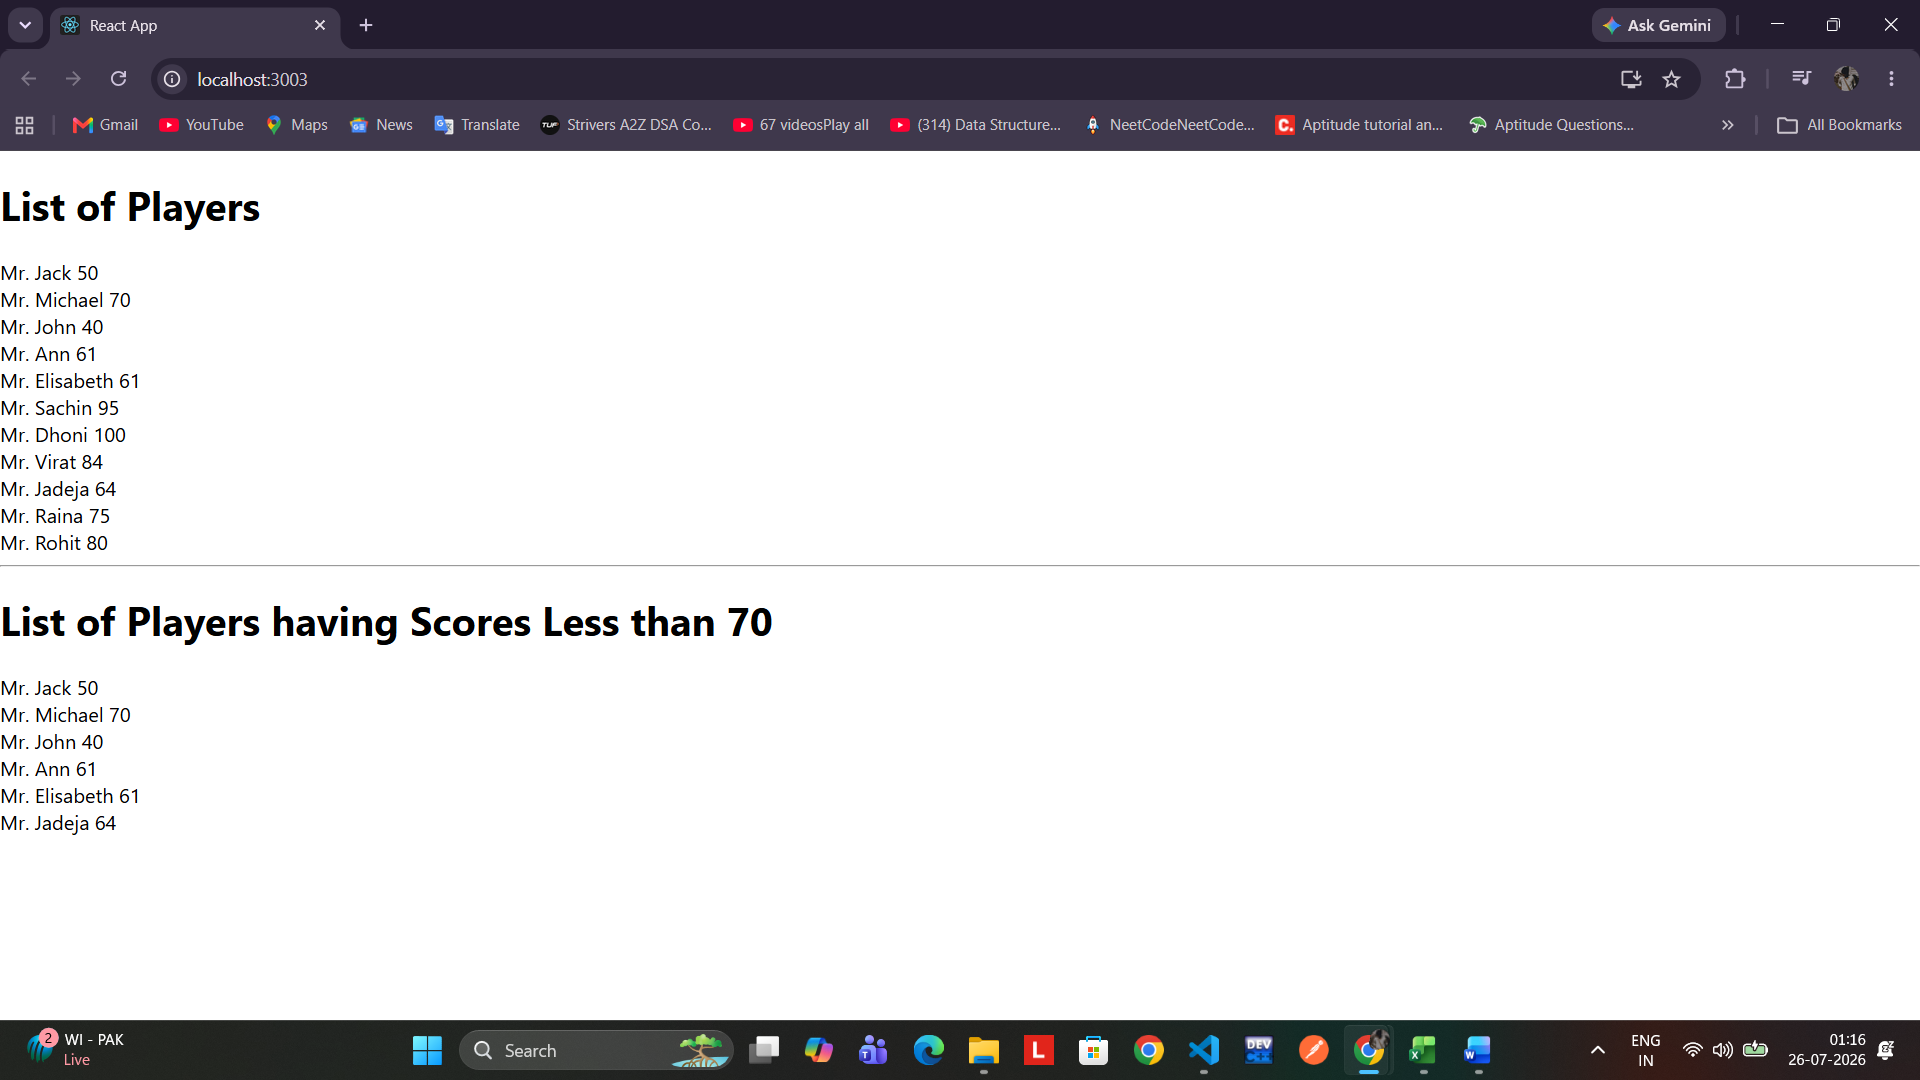 React App
Ask Gemini
localhost:3003
Gmail YouTube Maps News Translate Strivers A2Z DSA Co... 67 videosPlay all (314) Data Structure... NeetCodeNeetCode... Aptitude tutorial an... Aptitude Questions... All Bookmarks
List of Players
Mr. Jack 50
Mr. Michael 70
Mr. John 40
Mr. Ann 61
Mr. Elisabeth 61
Mr. Sachin 95
Mr. Dhoni 100
Mr. Virat 84
Mr. Jadeja 64
Mr. Raina 75
Mr. Rohit 80
List of Players having Scores Less than 70
Mr. Jack 50
Mr. Michael 70
Mr. John 40
Mr. Ann 61
Mr. Elisabeth 61
Mr. Jadeja 64
2
WI - PAK
Live
Search
DEV
C++
ENG
IN
01:16
26-07-2026